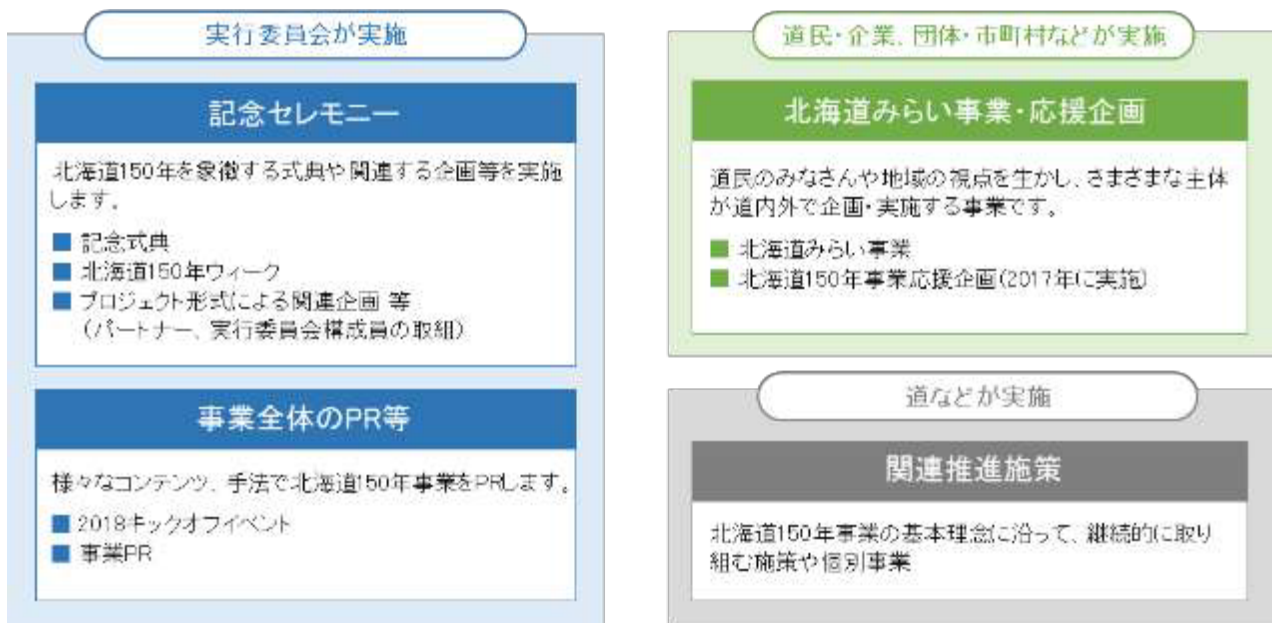 実行委員会が実施
記念セレモニー
北海道150年を象徴する式典や関連する企画等を実施
します。
■ 記念式典
■ 北海道150年ウィーク
■ プロジェクト形式による関連企画 等
(パートナー、実行委員会構成員の取組)
事業全体のPR等
様々なコンテンツ、手法で北海道150年事業をPRします。
■ 2018キックオフイベント
■ 事業PR
道民・企業、団体・市町村などが実施
北海道みらい事業・応援企画
道民のみなさんや地域の視点を生かし、さまざまな主体
が道内外で企画・実施する事業です。
■ 北海道みらい事業
■ 北海道150年事業応援企画(2017年に実施)
道などが実施
関連推進施策
北海道150年事業の基本理念に沿って、継続的に取り
組む施策や個別事業